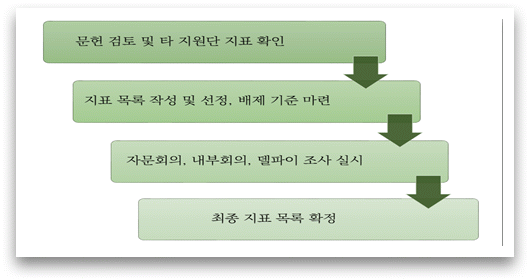 문헌 검토 및 타 지원단 지표 확인
지표 목록 작성 및 선정, 배제 기준 마련
자문회의, 내부회의, 델파이 조사 실시
최종 지표 목록 확정